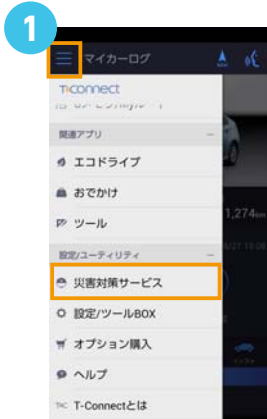 1
マイカーログ
T-Connect
関連アプリ
エコドライブ
おでかけ
ツール
1,274km
設定/ユーティリティ
災害対策サービス
設定/ツールBOX
オプション購入
ヘルプ
T-Connectとは